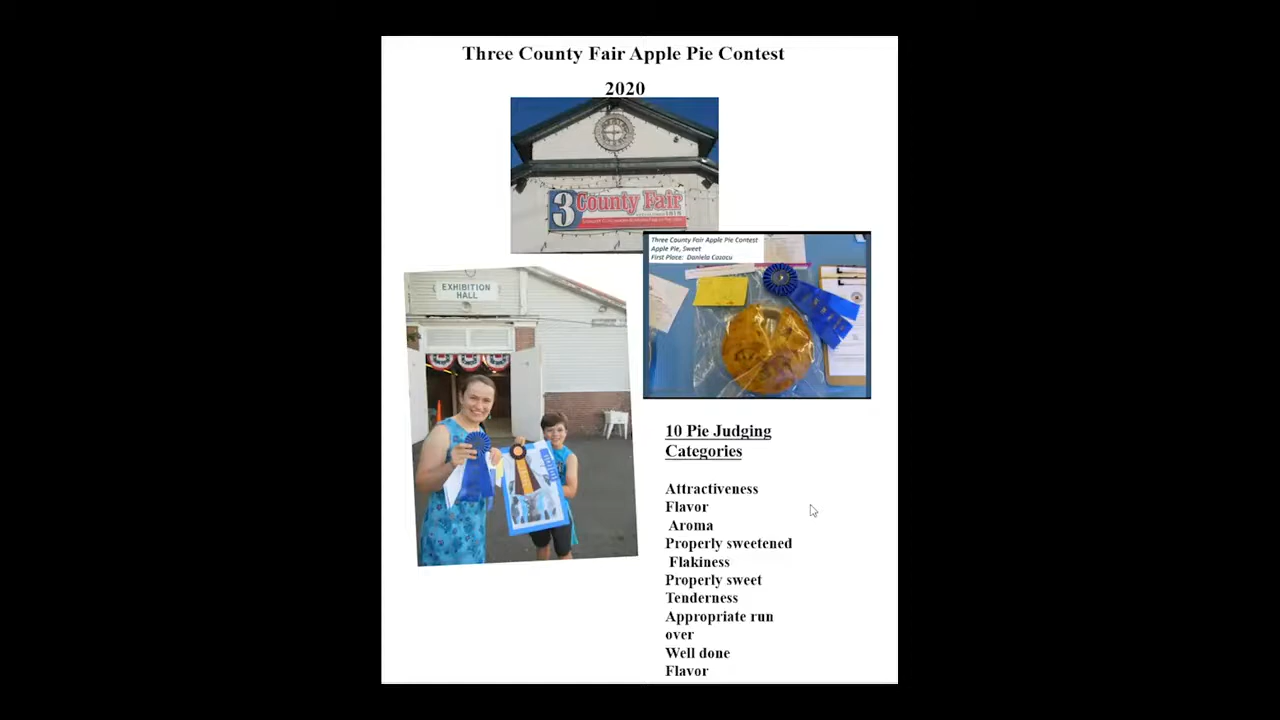 Three County Fair Apple Pie Contest
2020
3 County Fair
Three County Fair Apple Pie Contest
Apple Pie, Sweet
First Place: Daniela Cazacu
EXHIBITION
HALL
10 Pie Judging
Categories
Attractiveness
Flavor
Aroma
Properly sweetened
Flakiness
Properly sweet
Tenderness
Appropriate run
over
Well done
Flavor